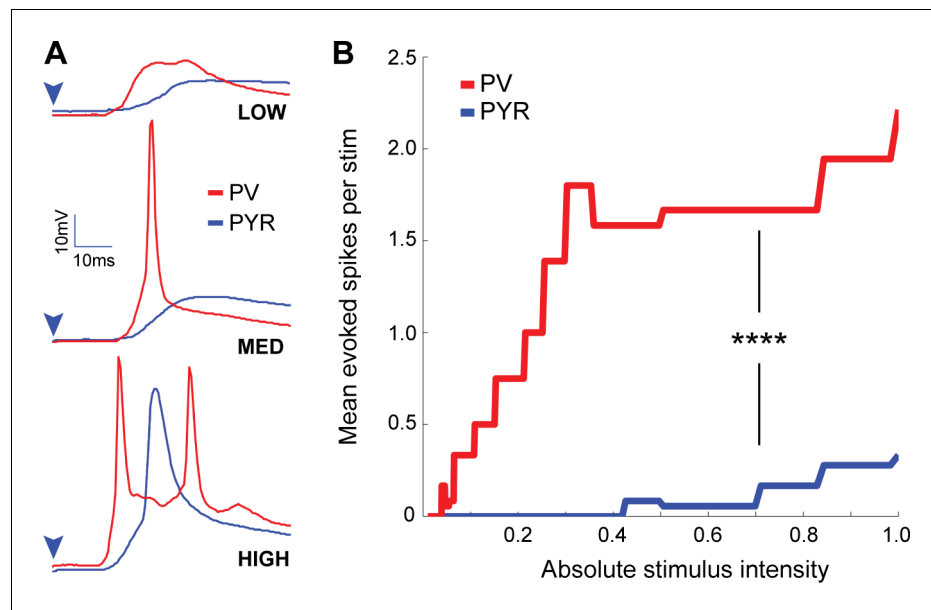 A
LOW
PV
PYR
10mV
10ms
MED
HIGH
B
2.5
2.0
1.5
1.0
0.5
0
Mean evoked spikes per stim
PV
PYR
****
0.2
0.4
0.6
0.8
1.0
Absolute stimulus intensity